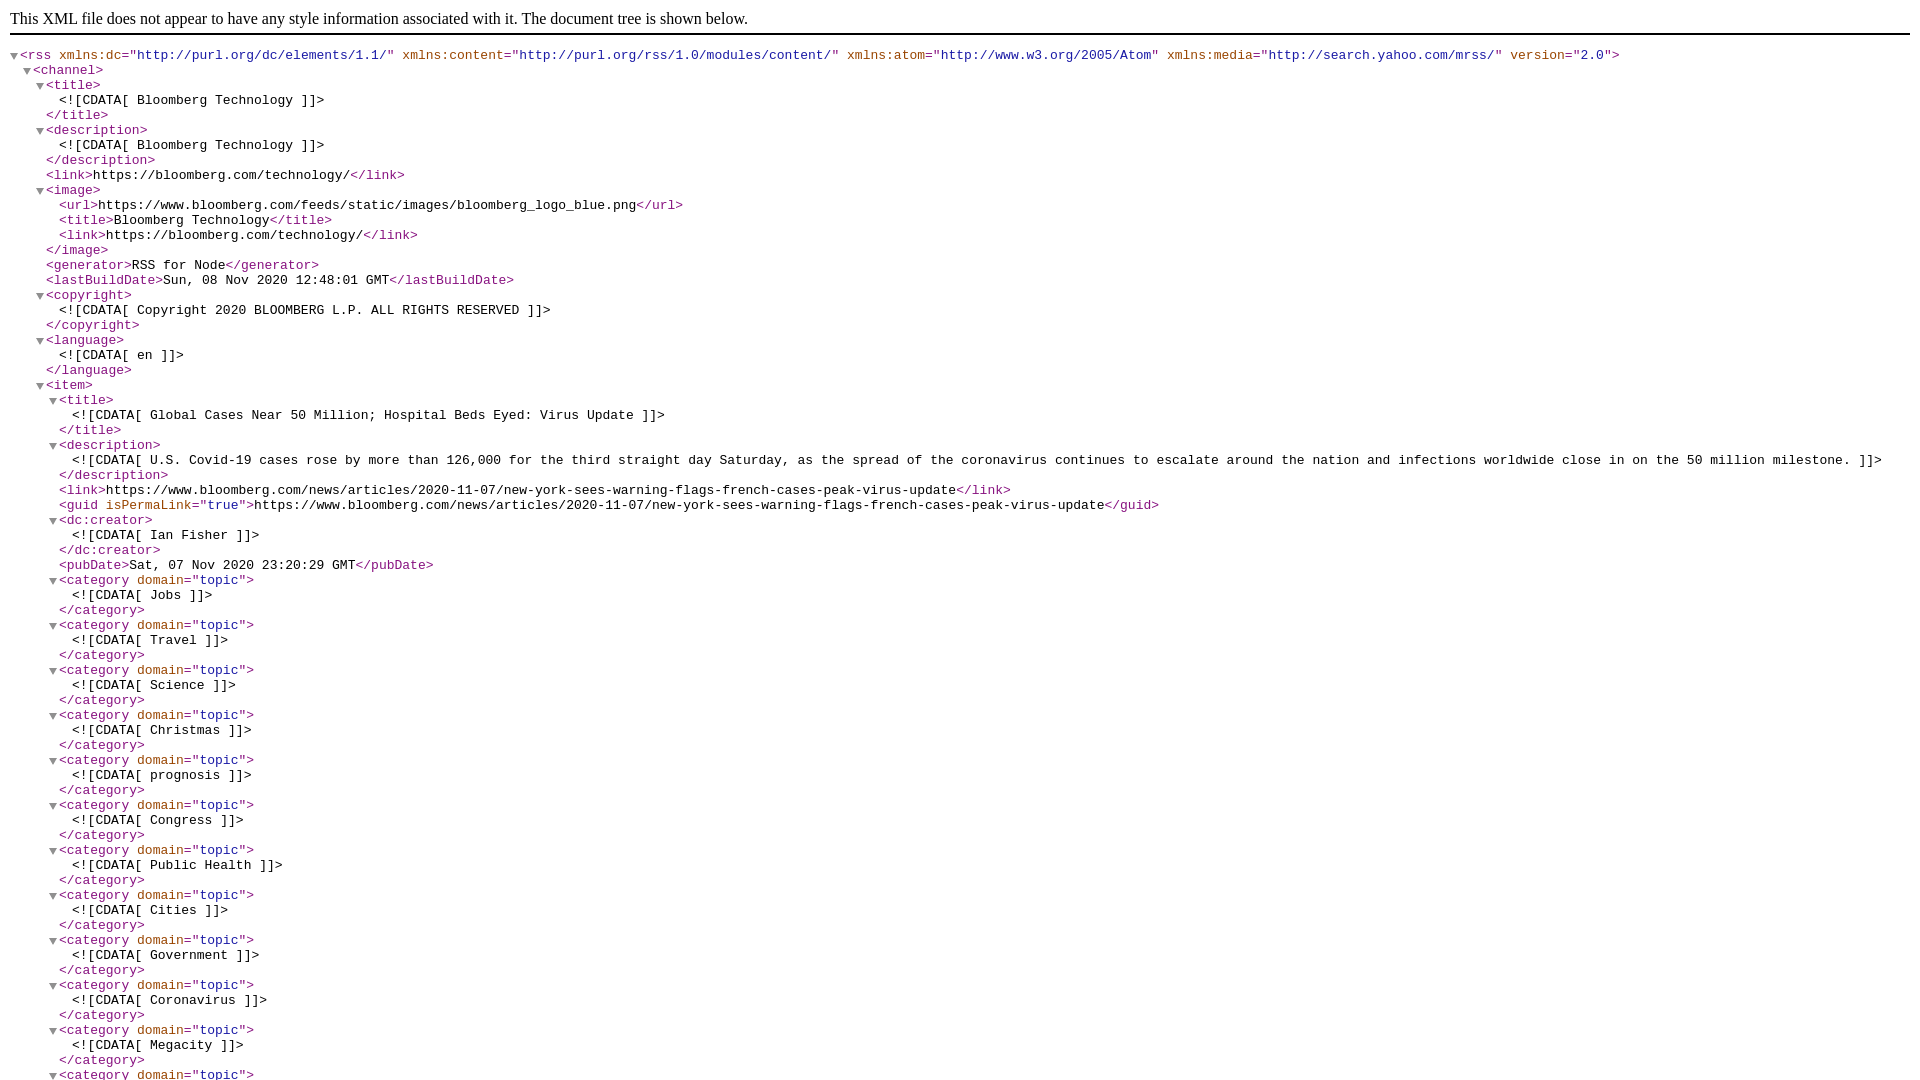 This XML file does not appear to have any style information associated with it. The document tree is shown below.
<rss xmlns:dc="http://purl.org/dc/elements/1.1/" xmlns:content="http://purl.org/rss/1.0/modules/content/" xmlns:atom="http://www.w3.org/2005/Atom" xmlns:media="http://search.yahoo.com/mrss/" version="2.0">
<channel>
<title>
<![CDATA[ Bloomberg Technology ]]>
</title>
<description>
<![CDATA[ Bloomberg Technology ]]>
</description>
<link>https://bloomberg.com/technology/</link>
<image>
<url>https://www.bloomberg.com/feeds/static/images/bloomberg_logo_blue.png</url>
<title>Bloomberg Technology</title>
<link>https://bloomberg.com/technology/</link>
</image>
<generator>RSS for Node</generator>
<lastBuildDate>Sun, 08 Nov 2020 12:48:01 GMT</lastBuildDate>
<copyright>
<![CDATA[ Copyright 2020 BLOOMBERG L.P. ALL RIGHTS RESERVED ]]>
</copyright>
<language>
<![CDATA[ en ]]>
</language>
<item>
<title>
<![CDATA[ Global Cases Near 50 Million; Hospital Beds Eyed: Virus Update ]]>
</title>
<description>
<![CDATA[ U.S. Covid-19 cases rose by more than 126,000 for the third straight day Saturday, as the spread of the coronavirus continues to escalate around the nation and infections worldwide close in on the 50 million milestone. ]]>
</description>
<link>https://www.bloomberg.com/news/articles/2020-11-07/new-york-sees-warning-flags-french-cases-peak-virus-update</link>
<guid isPermaLink="true">https://www.bloomberg.com/news/articles/2020-11-07/new-york-sees-warning-flags-french-cases-peak-virus-update</guid>
<dc:creator>
<![CDATA[ Ian Fisher ]]>
</dc:creator>
<pubDate>Sat, 07 Nov 2020 23:20:29 GMT</pubDate>
<category domain="topic">
<![CDATA[ Jobs ]]>
</category>
<category domain="topic">
<![CDATA[ Travel ]]>
</category>
<category domain="topic">
<![CDATA[ Science ]]>
</category>
<category domain="topic">
<![CDATA[ Christmas ]]>
</category>
<category domain="topic">
<![CDATA[ prognosis ]]>
</category>
<category domain="topic">
<![CDATA[ Congress ]]>
</category>
<category domain="topic">
<![CDATA[ Public Health ]]>
</category>
<category domain="topic">
<![CDATA[ Cities ]]>
</category>
<category domain="topic">
<![CDATA[ Government ]]>
</category>
<category domain="topic">
<![CDATA[ Coronavirus ]]>
</category>
<category domain="topic">
<![CDATA[ Megacity ]]>
</category>
<category domain="topic">